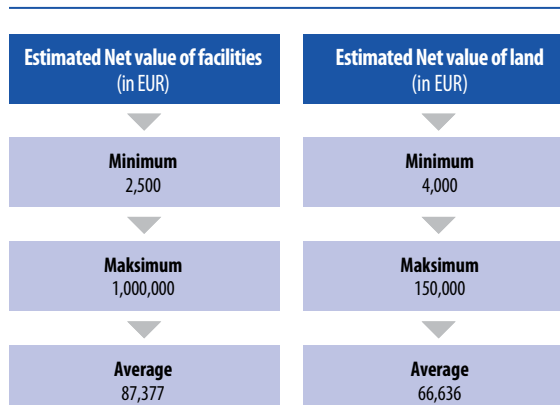 Estimated Net value of facilities
(in EUR)
Minimum
2,500
Maksimum
1,000,000
Average
87,377
Estimated Net value of land
(in EUR)
Minimum
4,000
Maksimum
150,000
Average
66,636